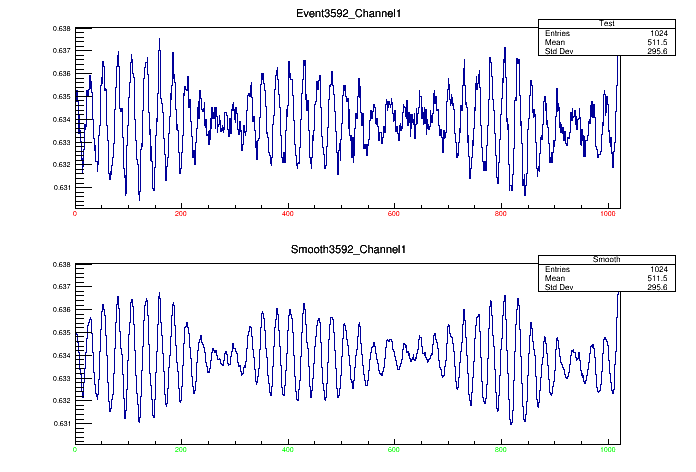 Event3592_Channel1
Test
Entries 1024
Mean 511.5
Std Dev 295.6
0.638
0.637
0.636
0.635
0.634
0.633
0.632
0.631
0 200 400 600 800 1000
Smooth3592_Channel1
Smooth
Entries 1024
Mean 511.5
Std Dev 295.6
0.638
0.637
0.636
0.635
0.634
0.633
0.632
0.631
0 200 400 600 800 1000